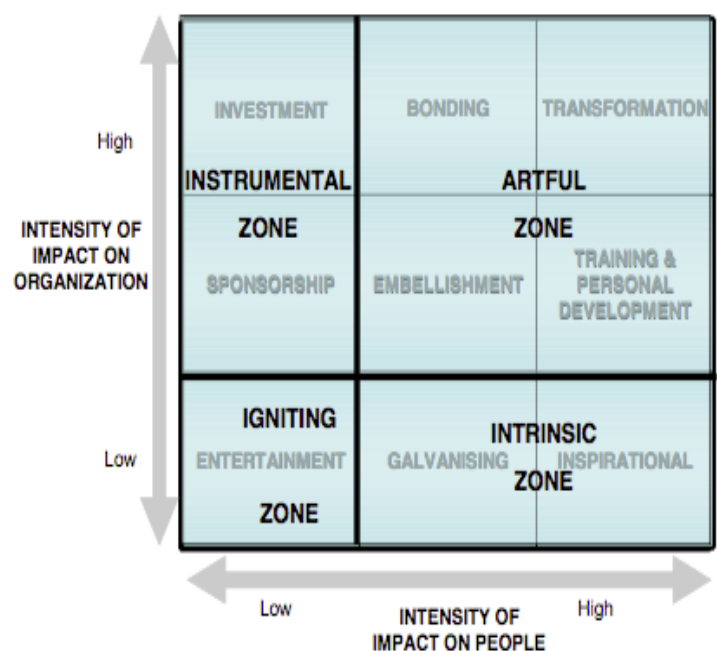 INVESTMENT
BONDING
TRANSFORMATION
High
INSTRUMENTAL
ZONE
ARTFUL
ZONE
INTENSITY OF
IMPACT ON
ORGANIZATION
SPONSORSHIP
EMBELLISHMENT
TRAINING &
PERSONAL
DEVELOPMENT
IGNITING
ZONE
INTRINSIC
ZONE
Low
ENTERTAINMENT
GALVANISING
INSPIRATIONAL
Low
High
INTENSITY OF
IMPACT ON PEOPLE